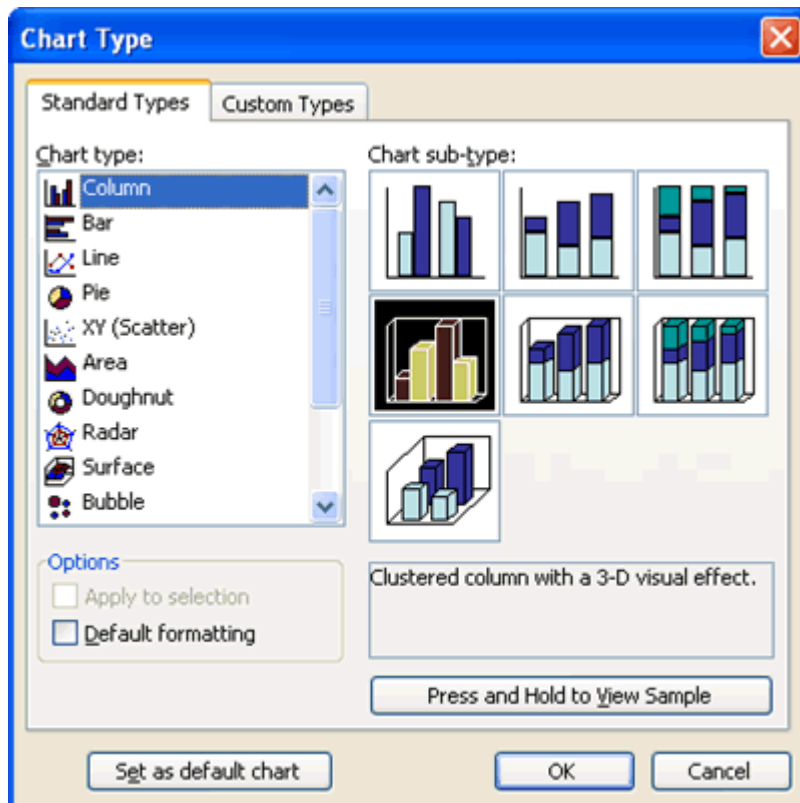 Chart Type
Standard Types
Custom Types
Chart type:
Column
Bar
Line
Pie
XY (Scatter)
Area
Doughnut
Radar
Surface
Bubble
Chart sub-type:
Options
Apply to selection
Default formatting
Clustered column with a 3-D visual effect.
Press and Hold to View Sample
Set as default chart
OK
Cancel